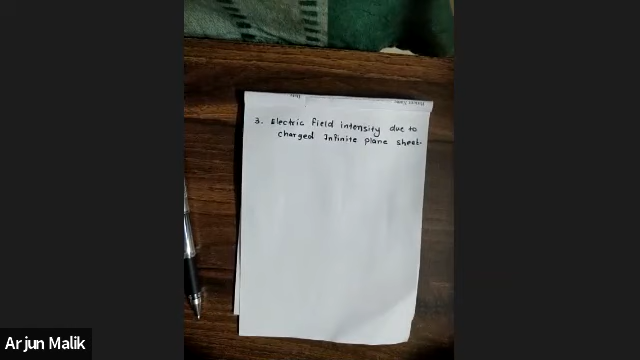 3. Electric field intensity due to
charged Infinite plane sheet.
Arjun Malik